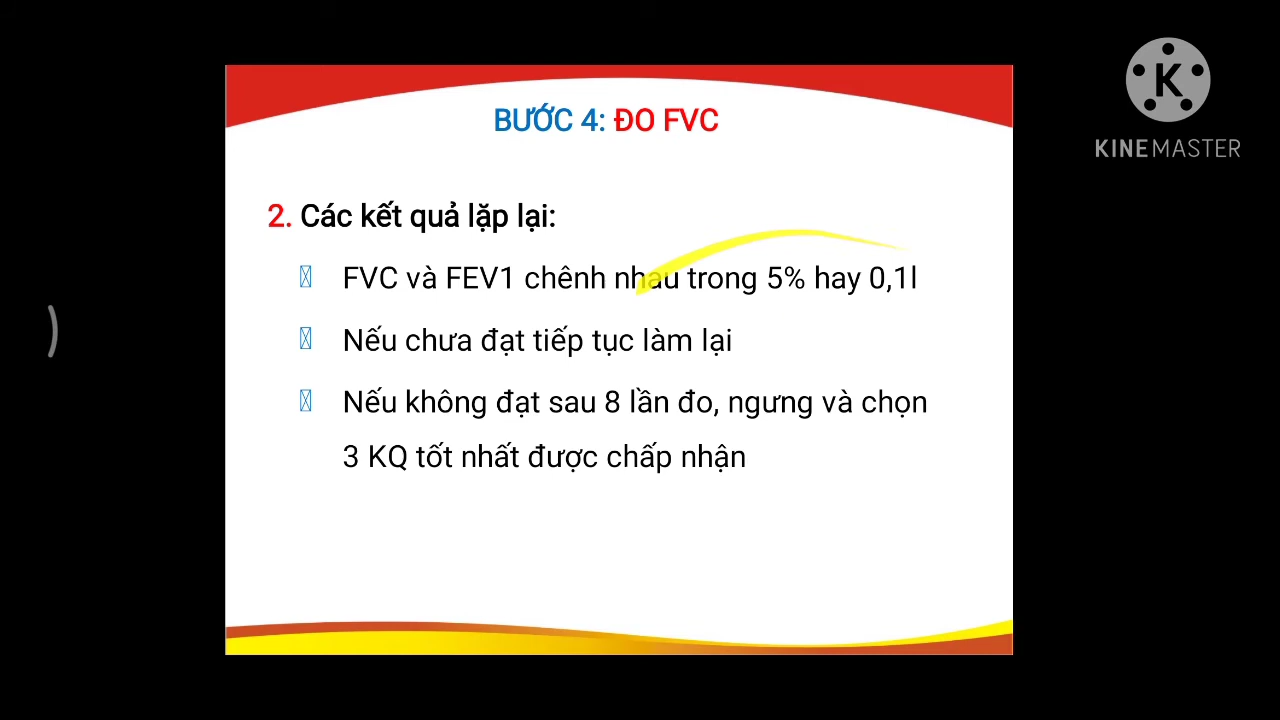 KINEMASTER
BƯỚC 4: ĐO FVC
2. Các kết quả lặp lại:
FVC và FEV1 chênh nhau trong 5% hay 0,1l
Nếu chưa đạt tiếp tục làm lại
Nếu không đạt sau 8 lần đo, ngưng và chọn
3 KQ tốt nhất được chấp nhận